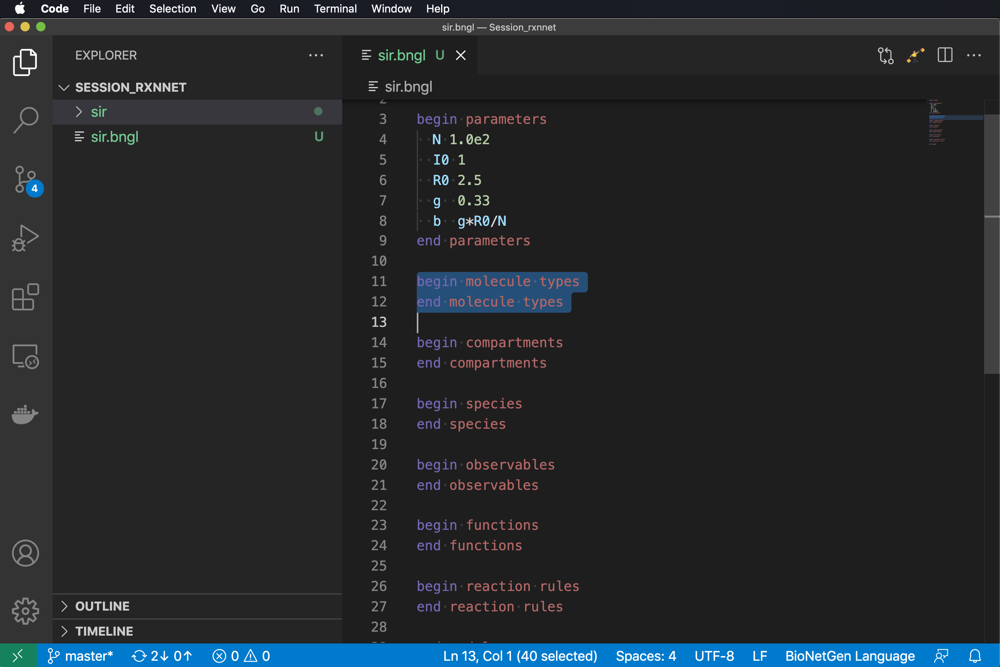 Code File Edit Selection View Go Run Terminal Window Help
sir.bngl — Session_rxnnet
EXPLORER
SESSION_RXNNET
sir
sir.bngl U
4
sir.bngl U
sir.bngl
2
3 begin parameters
4 N 1.0e2
5 I0 1
6 R0 2.5
7 g 0.33
8 b g*R0/N
9 end parameters
10
11 begin molecule types
12 end molecule types
13
14 begin compartments
15 end compartments
16
17 begin species
18 end species
19
20 begin observables
21 end observables
22
23 begin functions
24 end functions
25
26 begin reaction rules
27 end reaction rules
28
OUTLINE
TIMELINE
master* 2↓ 0↑ 0 0 Ln 13, Col 1 (40 selected) Spaces: 4 UTF-8 LF BioNetGen Language